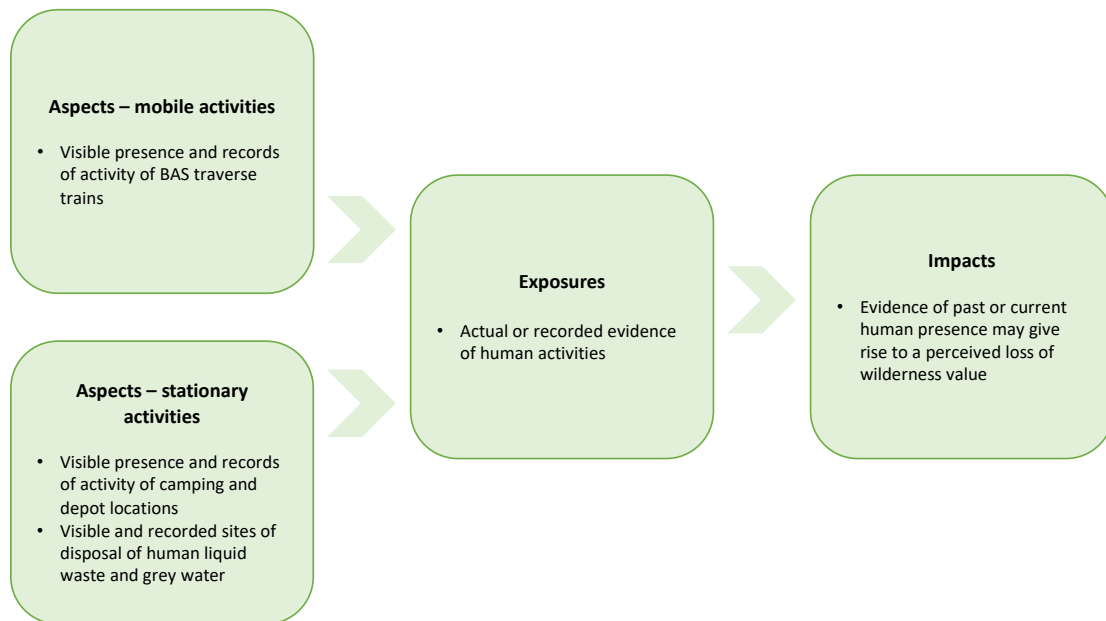 Aspects – mobile activities
• Visible presence and records
of activity of BAS traverse
trains
Aspects – stationary
activities
• Visible presence and records
of activity of camping and
depot locations
• Visible and recorded sites of
disposal of human liquid
waste and grey water
Exposures
• Actual or recorded evidence
of human activities
Impacts
• Evidence of past or current
human presence may give
rise to a perceived loss of
wilderness value